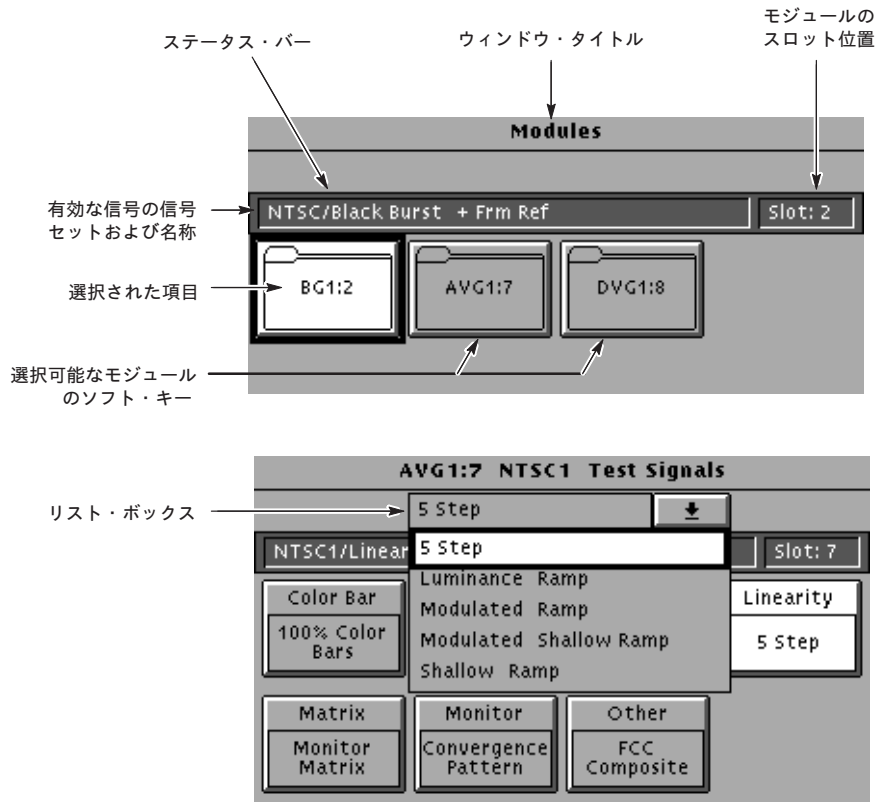 モジュールの
スロット位置
ステータス・バー
ウィンドウ・タイトル
Modules
有効な信号の信号
セットおよび名称
NTSC/Black Burst + Frm Ref
Slot: 2
選択された項目
BG1:2
AVG1:7
DVG1:8
選択可能なモジュール
のソフト・キー
AVG1:7 NTSC1 Test Signals
リスト・ボックス
5 Step
NTSC1/Linear
5 Step
Slot: 7
Luminance Ramp
Modulated Ramp
Modulated Shallow Ramp
Shallow Ramp
Color Bar
100% Color
Bars
Linearity
5 Step
Matrix
Monitor
Matrix
Monitor
Convergence
Pattern
Other
FCC
Composite